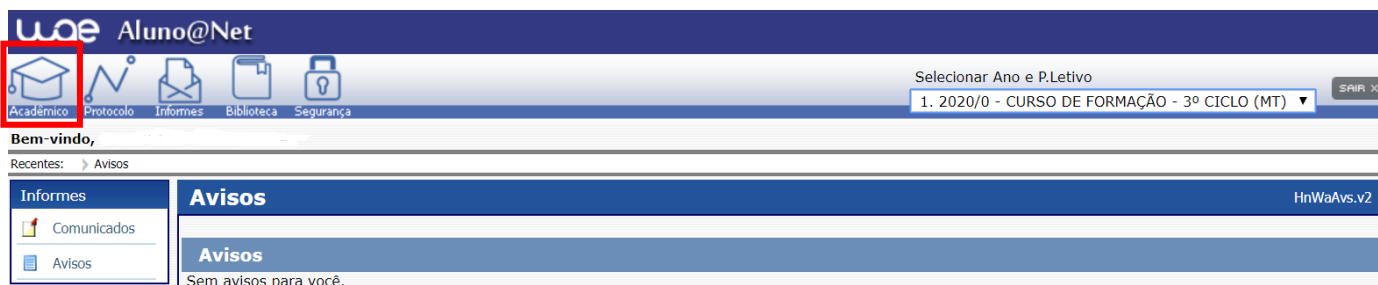 wae Aluno@Net
Acadêmico Protocolo Informes Biblioteca Segurança
Selecionar Ano e P.Letivo
1. 2020/0 - CURSO DE FORMAÇÃO - 3º CICLO (MT) ▼
SAIR X
Bem-vindo,
Recentes: Avisos
Informes
Comunicados
Avisos
Avisos
HnWaAvs.v2
Avisos
Sem avisos para você.